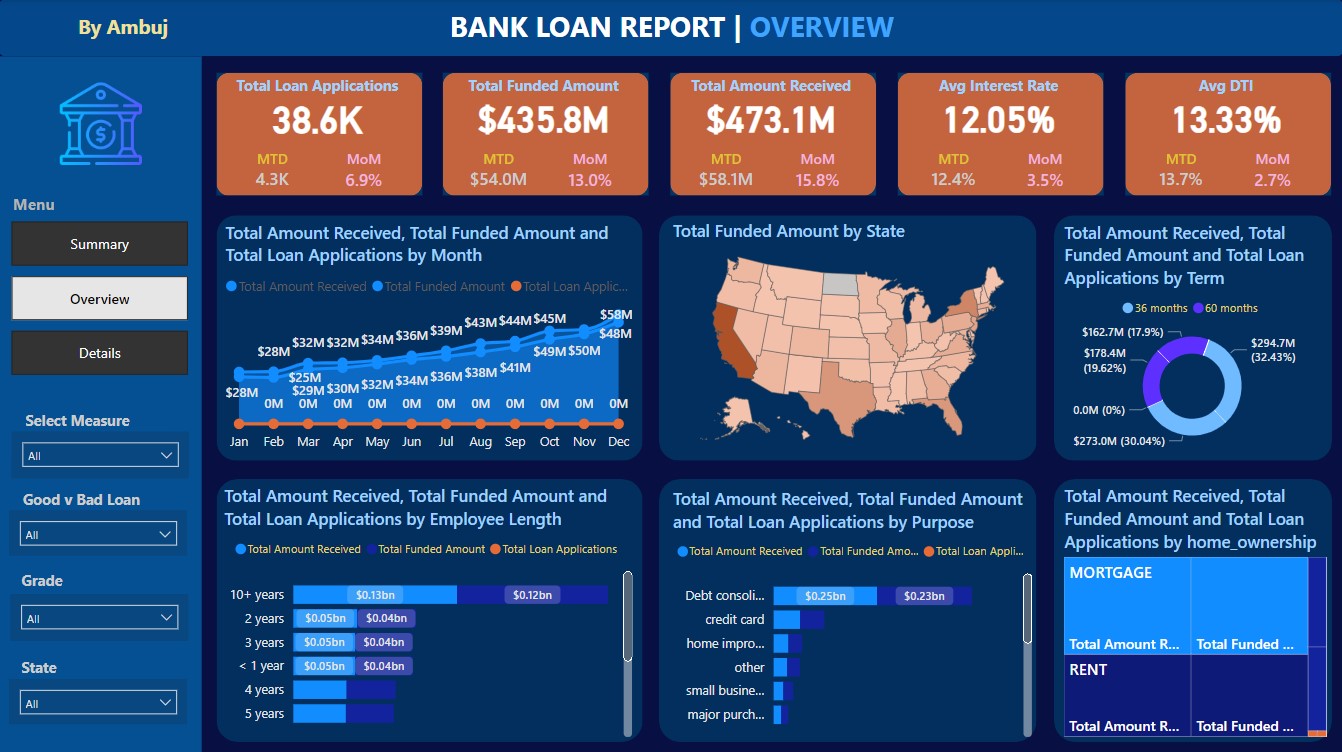 By Ambuj
BANK LOAN REPORT | OVERVIEW
Total Loan Applications
38.6K
MTD
MoM
4.3K
6.9%
Total Funded Amount
$435.8M
MTD
MoM
$54.0M
13.0%
Total Amount Received
$473.1M
MTD
MoM
$58.1M
15.8%
Avg Interest Rate
12.05%
MTD
MoM
12.4%
3.5%
Avg DTI
13.33%
MTD
MoM
13.7%
2.7%
Menu
Summary
Overview
Details
Select Measure
All
Good v Bad Loan
All
Grade
All
State
All
Total Amount Received, Total Funded Amount and
Total Loan Applications by Month
Total Amount Received Total Funded Amount Total Loan Applic...
$28M $32M $32M $34M $36M $39M $43M $44M $45M $58M
$28M $25M $29M $30M $32M $34M $36M $38M $41M $49M $50M $48M
0M 0M 0M 0M 0M 0M 0M 0M 0M 0M 0M
Jan Feb Mar Apr May Jun Jul Aug Sep Oct Nov Dec
Total Funded Amount by State
Total Amount Received, Total
Funded Amount and Total Loan
Applications by Term
36 months 60 months
$162.7M (17.9%)
$294.7M
(32.43%)
$178.4M
(19.62%)
0.0M (0%)
$273.0M (30.04%)
Total Amount Received, Total Funded Amount and
Total Loan Applications by Employee Length
Total Amount Received Total Funded Amount Total Loan Applications
10+ years $0.13bn $0.12bn
2 years $0.05bn $0.04bn
3 years $0.05bn $0.04bn
< 1 year $0.05bn $0.04bn
4 years
5 years
Total Amount Received, Total Funded Amount
and Total Loan Applications by Purpose
Total Amount Received Total Funded Amo... Total Loan Appli...
Debt consoli... $0.25bn $0.23bn
credit card
home impro...
other
small busine...
major purch...
Total Amount Received, Total
Funded Amount and Total Loan
Applications by home_ownership
MORTGAGE
Total Amount R... Total Funded ...
RENT
Total Amount R... Total Funded ...